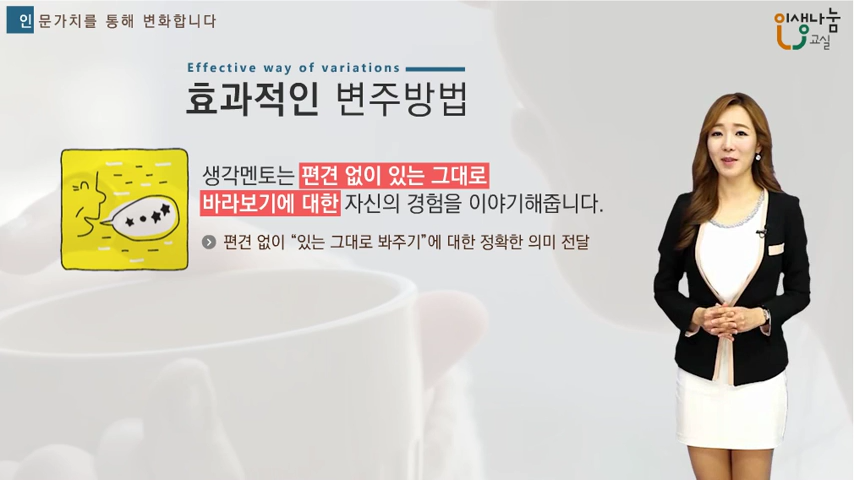 인문가치를 통해 변화합니다
인생나눔
교실
Effective way of variations
효과적인 변주방법
생각멘토는 편견 없이 있는 그대로
바라보기에 대한 자신의 경험을 이야기해줍니다.
편견 없이 “있는 그대로 봐주기”에 대한 정확한 의미 전달